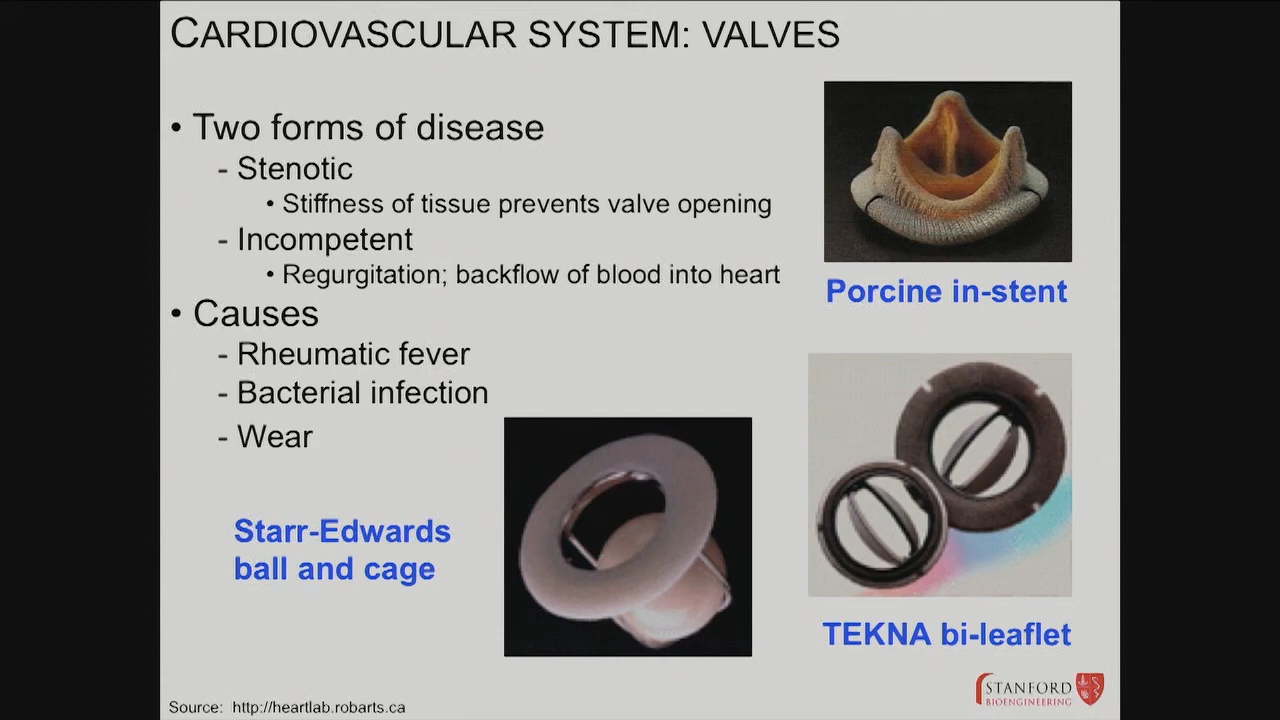 CARDIOVASCULAR SYSTEM: VALVES
• Two forms of disease
- Stenotic
• Stiffness of tissue prevents valve opening
- Incompetent
• Regurgitation; backflow of blood into heart
• Causes
- Rheumatic fever
- Bacterial infection
- Wear
Porcine in-stent
Starr-Edwards
ball and cage
TEKNA bi-leaflet
STANFORD
BIOENGINEERING
Source: http://heartlab.robarts.ca